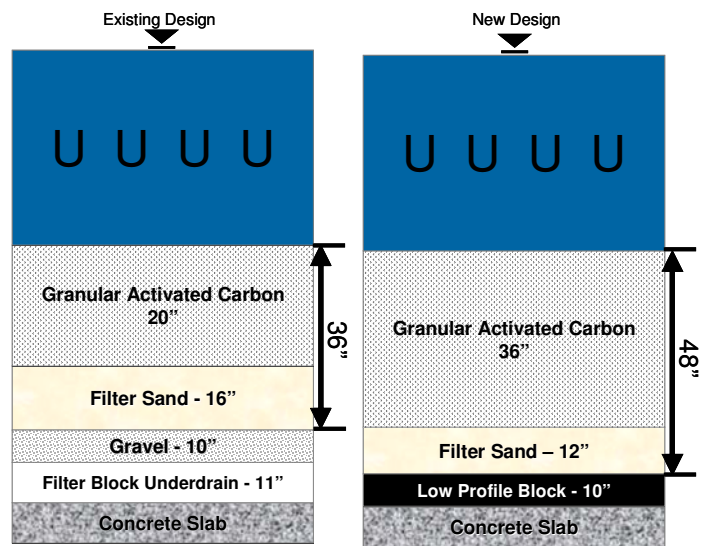 Existing Design
U U U U
Granular Activated Carbon
20”
36”
Filter Sand - 16”
Gravel - 10”
Filter Block Underdrain - 11”
Concrete Slab
New Design
U U U U
Granular Activated Carbon
36”
48”
Filter Sand – 12”
Low Profile Block - 10”
Concrete Slab